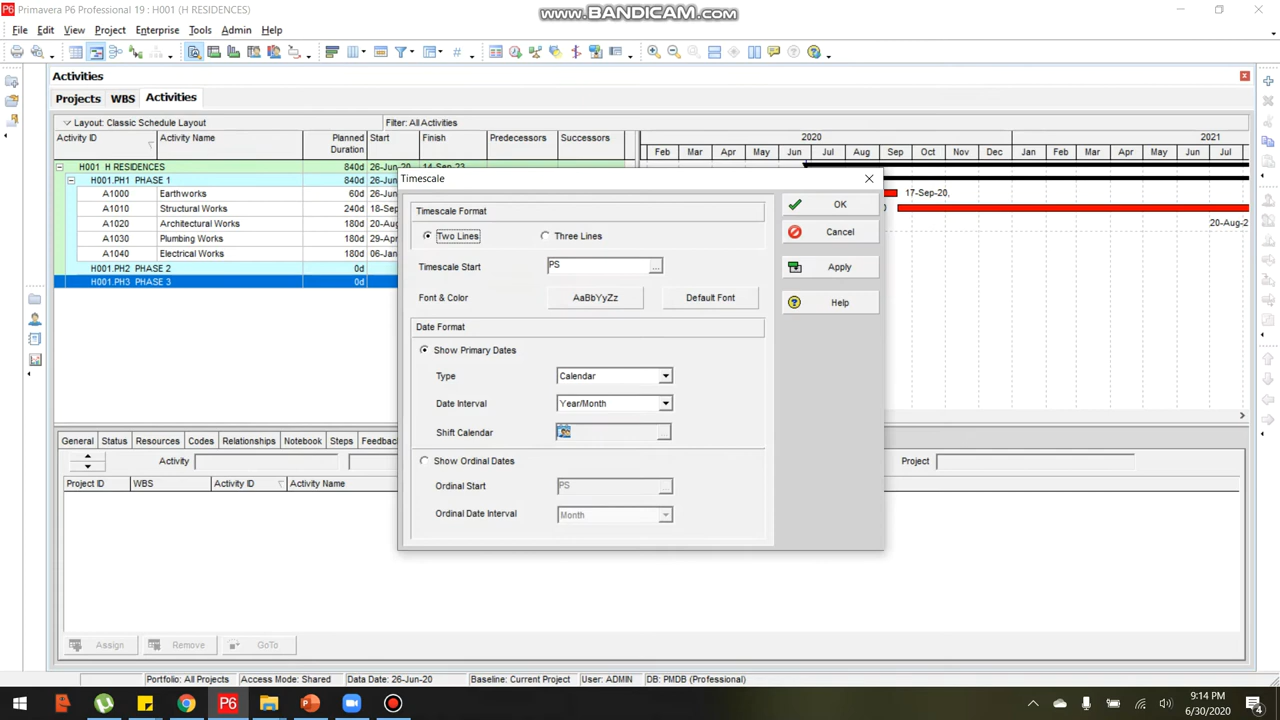 Primavera P6 Professional 19 : H001 (H RESIDENCES)
www.BANDICAM.com
File Edit View Project Enterprise Tools Admin Help
Activities
Projects WBS Activities
Layout: Classic Schedule Layout Filter: All Activities
Activity ID Activity Name Planned Duration Start Finish Predecessors Successors
2020 2021
Feb Mar Apr May Jun Jul Aug Sep Oct Nov Dec Jan Feb Mar Apr May Jun Jul
H001 H RESIDENCES 840d 26-Jun-20 14-Sep-23
H001.PH1 PHASE 1 840d 26-Jun
A1000 Earthworks 60d 26-Jun 17-Sep-20,
A1010 Structural Works 240d 18-Sep
A1020 Architectural Works 180d 20-Aug 20-Aug-2
A1030 Plumbing Works 180d 29-Apr
A1040 Electrical Works 180d 06-Jan
H001.PH2 PHASE 2 0d
H001.PH3 PHASE 3 0d
Timescale
Timescale Format
Two Lines Three Lines
Timescale Start PS ...
Font & Color AaBbYyZz Default Font
Date Format
Show Primary Dates
Type Calendar
Date Interval Year/Month
Shift Calendar
Show Ordinal Dates
Ordinal Start PS
Ordinal Date Interval Month
OK
Cancel
Apply
Help
General Status Resources Codes Relationships Notebook Steps Feedbac
Activity Project
Project ID WBS Activity ID Activity Name
Assign Remove GoTo
Portfolio: All Projects Access Mode: Shared Data Date: 26-Jun-20 Baseline: Current Project User: ADMIN DB: PMDB (Professional)
P6
9:14 PM
6/30/2020
4